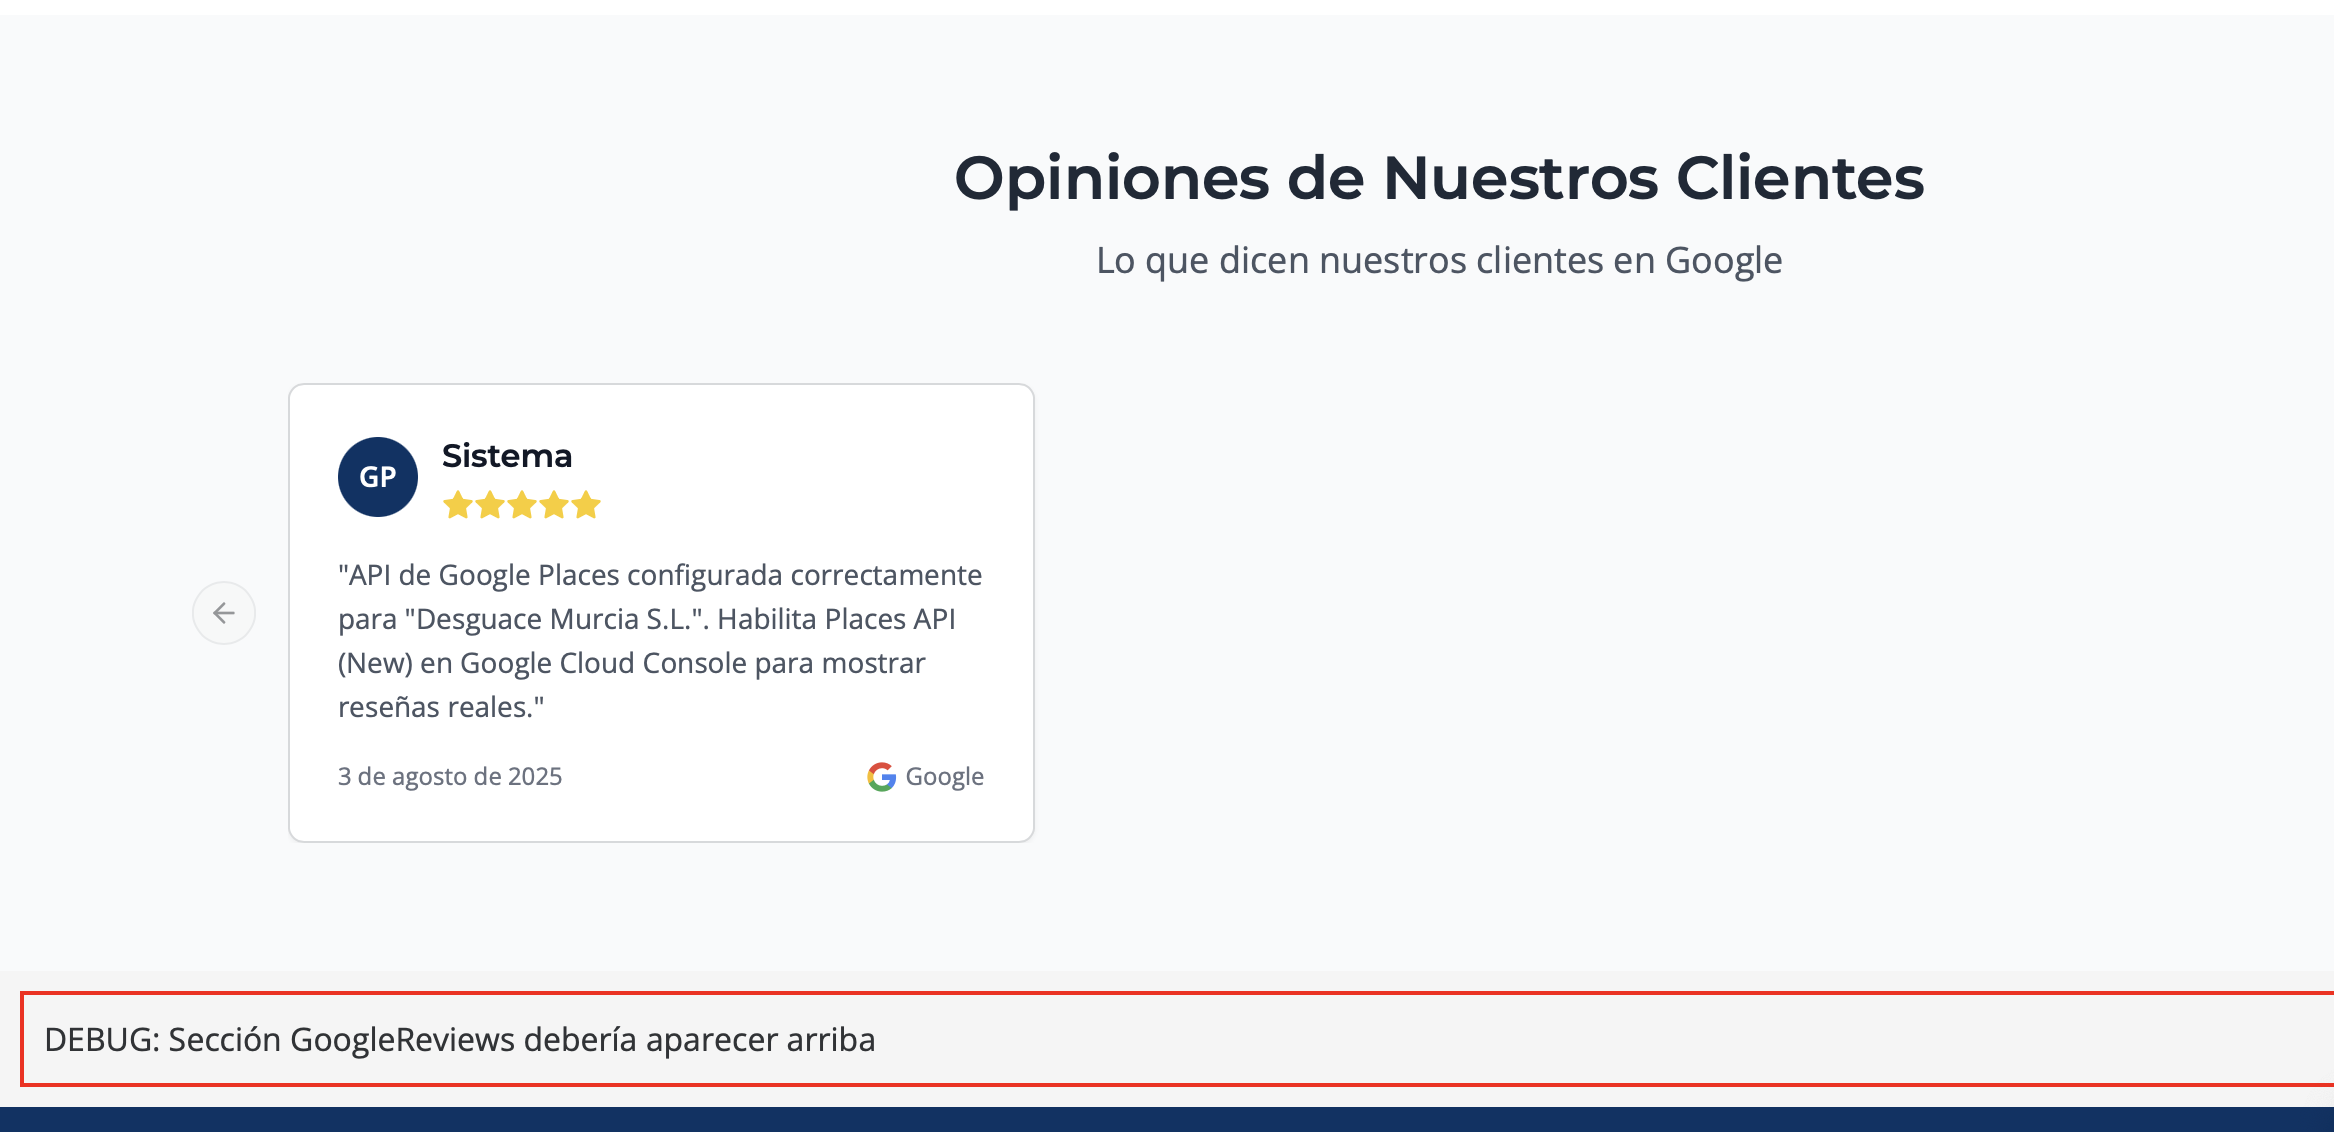 Opiniones de Nuestros Clientes
Lo que dicen nuestros clientes en Google
GP
Sistema
"API de Google Places configurada correctamente
para "Desguace Murcia S.L.". Habilita Places API
(New) en Google Cloud Console para mostrar
reseñas reales."
3 de agosto de 2025
Google
DEBUG: Sección GoogleReviews debería aparecer arriba